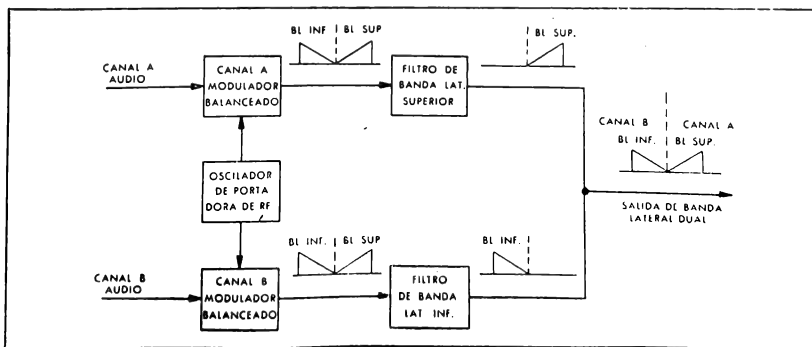 BL INF BL SUP
BL SUP.
CANAL A
AUDIO
CANAL A
MODULADOR
BALANCEADO
FILTRO DE
BANDA LAT.
SUPERIOR
CANAL B CANAL A
BL INF. BL SUP.
OSCILADOR
DE PORTA
DORA DE RF
SALIDA DE BANDA
LATERAL DUAL
BL INF. BL SUP
BL INF.
CANAL B
AUDIO
CANAL B
MODULADOR
BALANCEADO
FILTRO
DE BANDA
LAT INF.